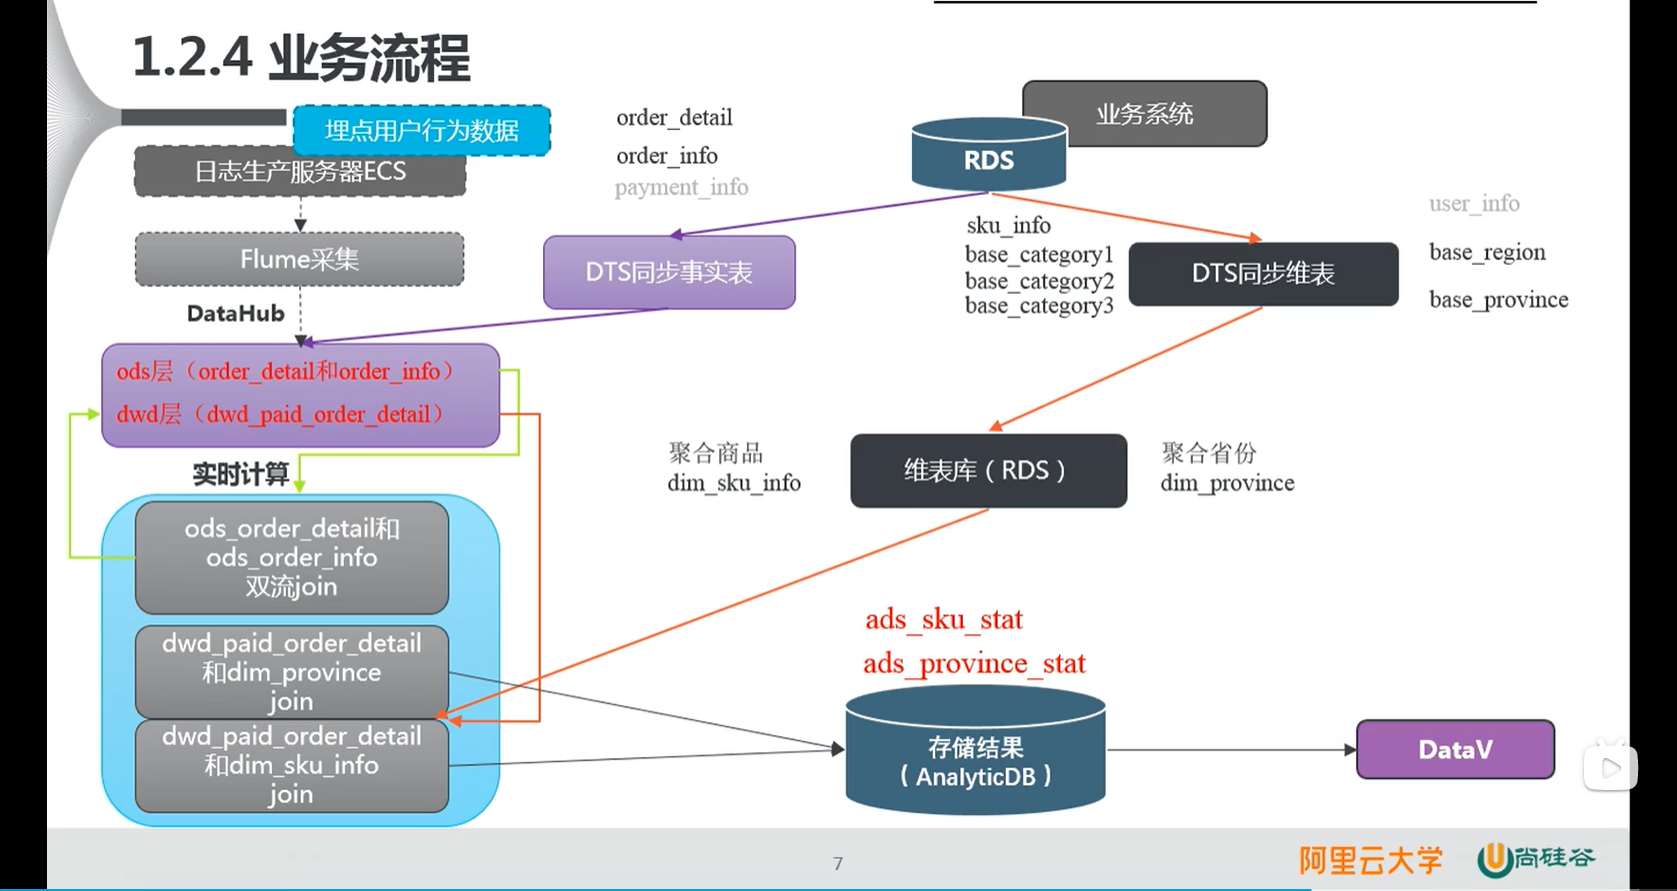 1.2.4 业务流程
埋点用户行为数据
日志生产服务器ECS
Flume采集
DataHub
order_detail
order_info
payment_info
业务系统
RDS
DTS同步事实表
sku_info
base_category1
base_category2
base_category3
DTS同步维表
user_info
base_region
base_province
ods层（order_detail和order_info）
dwd层（dwd_paid_order_detail）
实时计算
ods_order_detail和
ods_order_info
双流join
dwd_paid_order_detail
和dim_province
join
dwd_paid_order_detail
和dim_sku_info
join
聚合商品
dim_sku_info
维表库（RDS）
聚合省份
dim_province
ads_sku_stat
ads_province_stat
存储结果
（AnalyticDB）
DataV
7
阿里云大学
尚硅谷